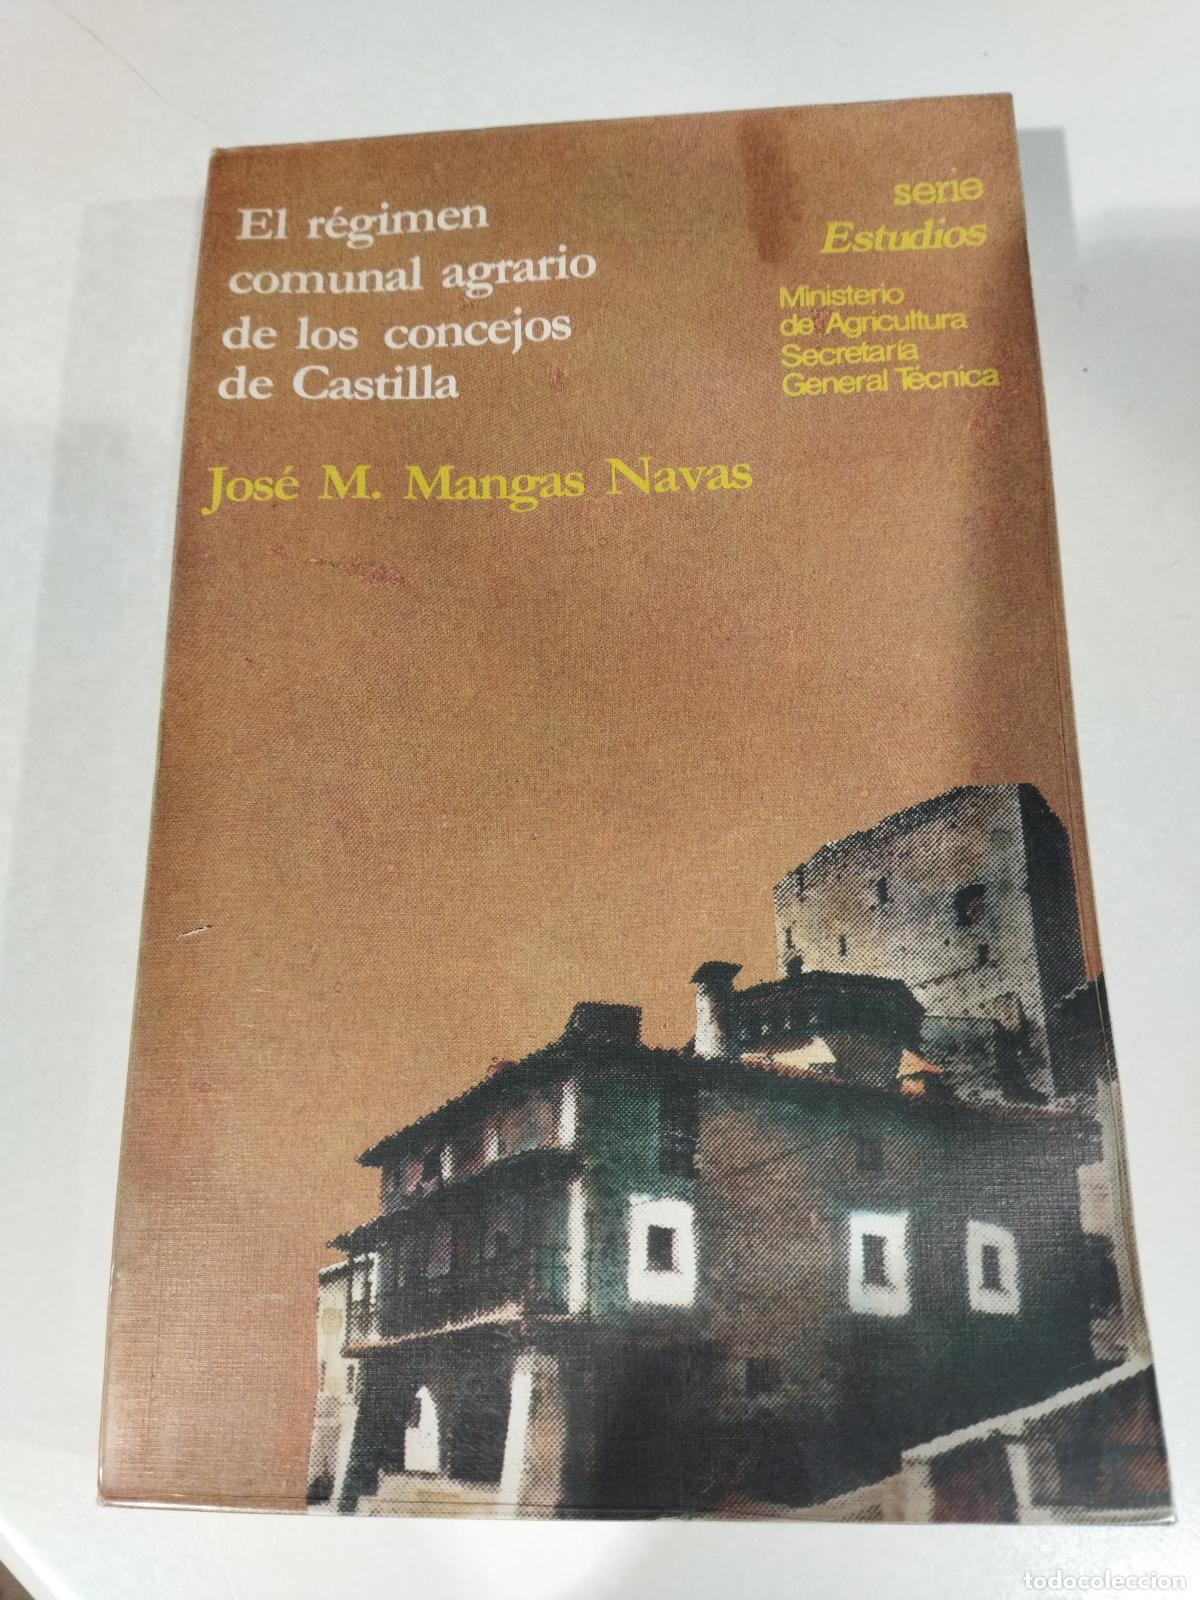 El régimen
comunal agrario
de los concejos
de Castilla
José M. Mangas Navas
serie
Estudios
Ministerio
de Agricultura
Secretaría
General Técnica
todocoleccion